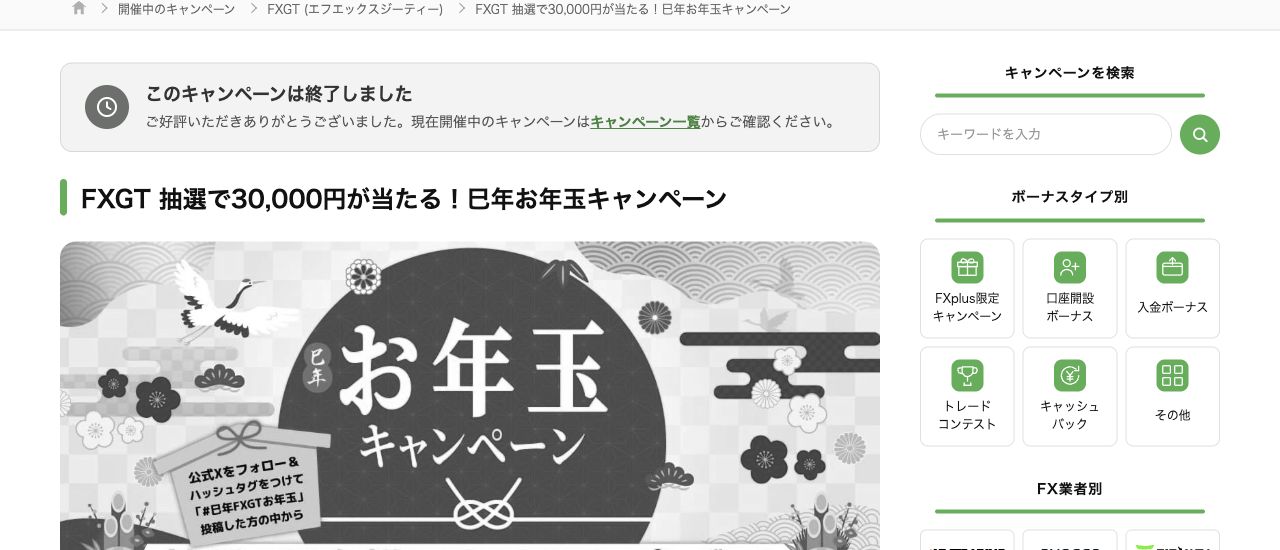 開催中のキャンペーン
FXGT (エフエックスジーティー)
FXGT 抽選で30,000円が当たる！巳年お年玉キャンペーン
このキャンペーンは終了しました
ご好評いただきありがとうございました。現在開催中のキャンペーンはキャンペーン一覧からご確認ください。
FXGT 抽選で30,000円が当たる！巳年お年玉キャンペーン
巳年
お年玉
キャンペーン
公式Xをフォロー＆
ハッシュタグをつけて
「#巳年FXGTお年玉」
投稿した方の中から
キャンペーンを検索
キーワードを入力
ボーナスタイプ別
FXplus限定
キャンペーン
口座開設
ボーナス
入金ボーナス
トレード
コンテスト
キャッシュ
バック
その他
FX業者別